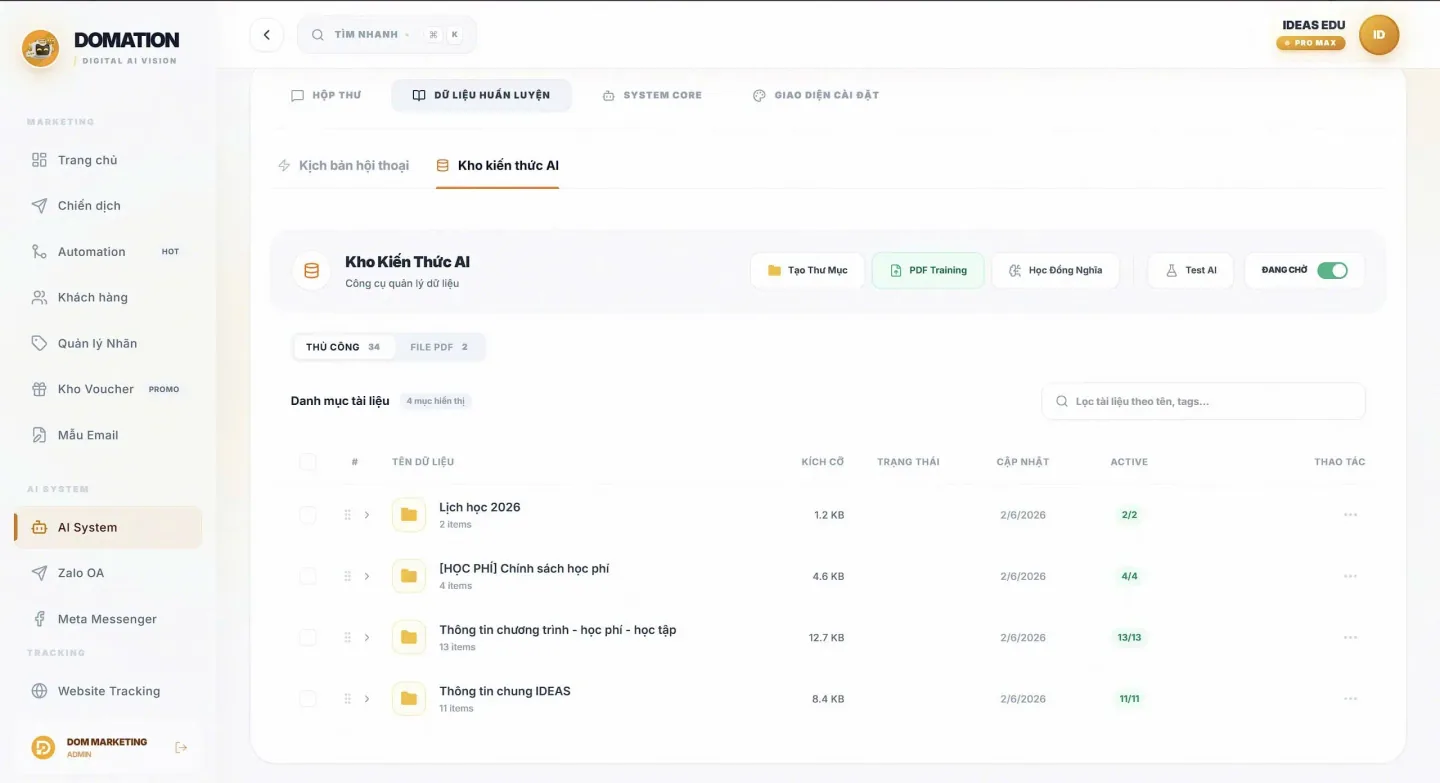 DOMATION
DIGITAL AI VISION
TÌM NHANH
⌘ K
IDEAS EDU
PRO MAX
ID
MARKETING
Trang chủ
Chiến dịch
Automation HOT
Khách hàng
Quản lý Nhãn
Kho Voucher PROMO
Mẫu Email
AI SYSTEM
AI System
Zalo OA
Meta Messenger
TRACKING
Website Tracking
DOM MARKETING
ADMIN
HỘP THƯ
DỮ LIỆU HUẤN LUYỆN
SYSTEM CORE
GIAO DIỆN CÀI ĐẶT
Kịch bản hội thoại
Kho kiến thức AI
Kho Kiến Thức AI
Công cụ quản lý dữ liệu
Tạo Thư Mục
PDF Training
Học Đồng Nghĩa
Test AI
ĐANG CHỜ
THỦ CÔNG 34
FILE PDF 2
Danh mục tài liệu 4 mục hiển thị
Lọc tài liệu theo tên, tags...
# TÊN DỮ LIỆU KÍCH CỠ TRẠNG THÁI CẬP NHẬT ACTIVE THAO TÁC
Lịch học 2026 1.2 KB 2/6/2026 2/2
2 items
[HỌC PHÍ] Chính sách học phí 4.6 KB 2/6/2026 4/4
4 items
Thông tin chương trình - học phí - học tập 12.7 KB 2/6/2026 13/13
13 items
Thông tin chung IDEAS 8.4 KB 2/6/2026 11/11
11 items